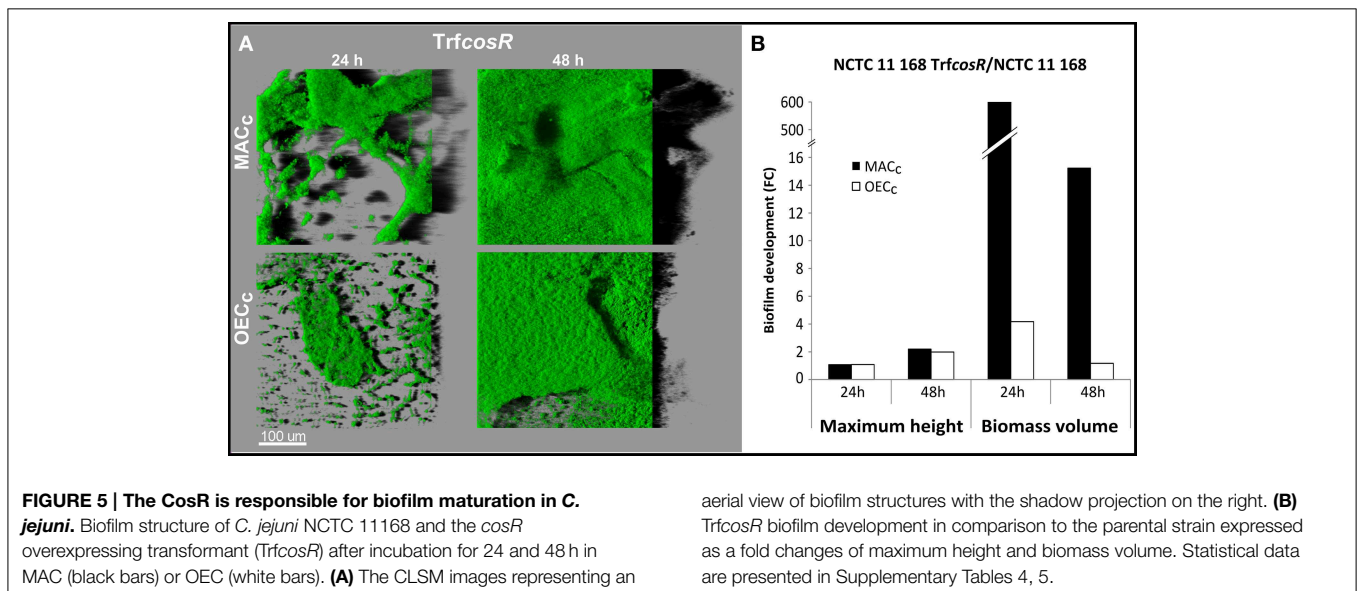 A
TrfcosR
24 h
48 h
MACC
OECC
100 um
B
NCTC 11 168 TrfcosR/NCTC 11 168
Biofilm development (FC)
600
500
16
14
12
10
8
6
4
2
0
MACC
OECC
24h
48h
24h
48h
Maximum height
Biomass volume
FIGURE 5 | The CosR is responsible for biofilm maturation in C.
jejuni. Biofilm structure of C. jejuni NCTC 11168 and the cosR
overexpressing transformant (TrfcosR) after incubation for 24 and 48 h in
MAC (black bars) or OEC (white bars). (A) The CLSM images representing an
aerial view of biofilm structures with the shadow projection on the right. (B)
TrfcosR biofilm development in comparison to the parental strain expressed
as a fold changes of maximum height and biomass volume. Statistical data
are presented in Supplementary Tables 4, 5.